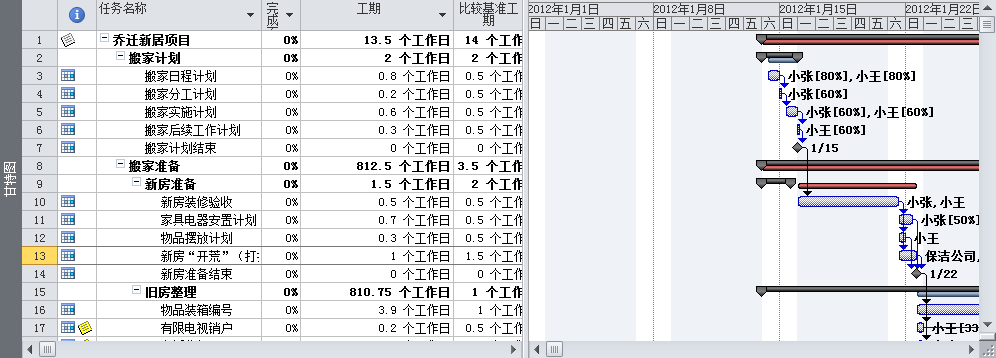 任务名称 完成 工期 比较基准工期
2012年1月1日 2012年1月8日 2012年1月15日 2012年1月22日
日 一 二 三 四 五 六 日 一 二 三 四 五 六 日 一 二 三 四 五 六 日 一 二 三
甘特图
1 乔迁新居项目 0% 13.5 个工作日 14 个工作
2 搬家计划 0% 2 个工作日 2 个工作
3 搬家日程计划 0% 0.8 个工作日 0.5 个工作 小张[80%],小王[80%]
4 搬家分工计划 0% 0.2 个工作日 0.5 个工作 小张[60%]
5 搬家实施计划 0% 0.6 个工作日 0.5 个工作 小张[60%],小王[60%]
6 搬家后续工作计划 0% 0.3 个工作日 0.5 个工作 小王[60%]
7 搬家计划结束 0% 0 个工作日 0 个工作 1/15
8 搬家准备 0% 812.5 个工作日 3.5 个工作
9 新房准备 0% 1.5 个工作日 2 个工作
10 新房装修验收 0% 0.5 个工作日 0.5 个工作 小张,小王
11 家具电器安置计划 0% 0.7 个工作日 0.5 个工作 小张[50%
12 物品摆放计划 0% 0.3 个工作日 0.5 个工作 小王
13 新房“开荒”（打 0% 1 个工作日 1.5 个工作 保洁公司,
14 新房准备结束 0% 0 个工作日 0 个工作 1/22
15 旧房整理 0% 810.75 个工作日 1 个工作
16 物品装箱编号 0% 3.9 个工作日 1 个工作
17 有限电视销户 0% 0.2 个工作日 0.5 个工作 小王[33